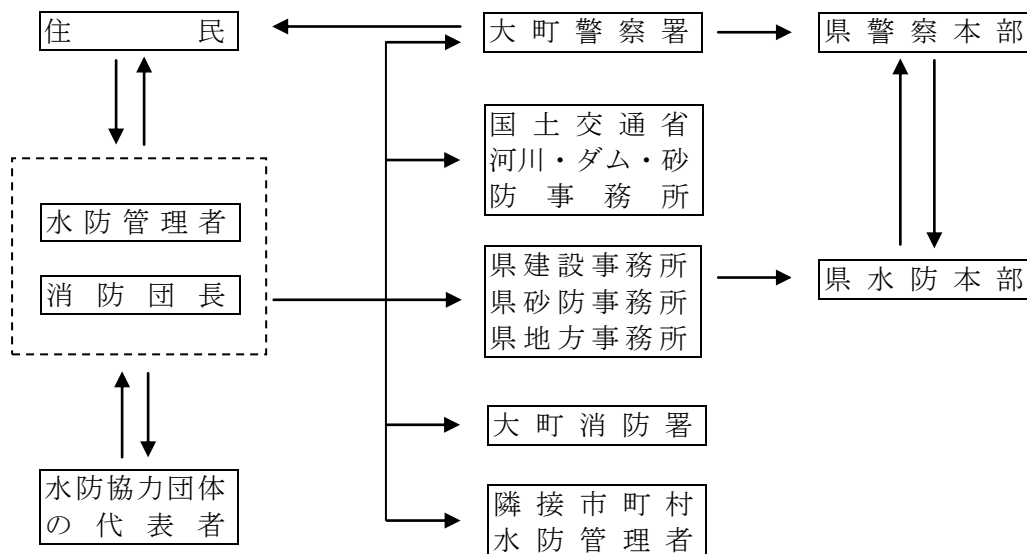 住民
大町警察署
県警察本部
国土交通省
河川・ダム・砂
防事務所
水防管理者
消防団長
県建設事務所
県砂防事務所
県地方事務所
県水防本部
大町消防署
水防協力団体
の代表者
隣接市町村
水防管理者